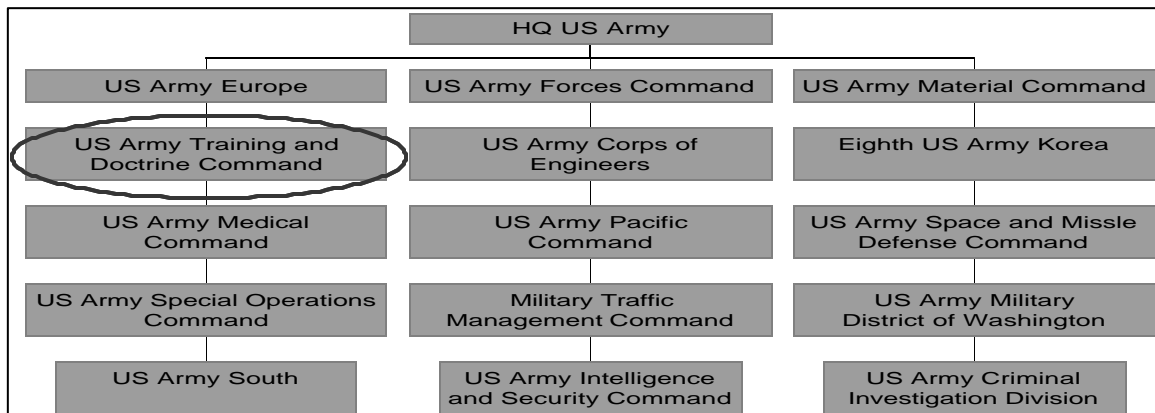 HQ US Army
US Army Europe
US Army Forces Command
US Army Material Command
US Army Training and
Doctrine Command
US Army Corps of
Engineers
Eighth US Army Korea
US Army Medical
Command
US Army Pacific
Command
US Army Space and Missle
Defense Command
US Army Special Operations
Command
Military Traffic
Management Command
US Army Military
District of Washington
US Army South
US Army Intelligence
and Security Command
US Army Criminal
Investigation Division